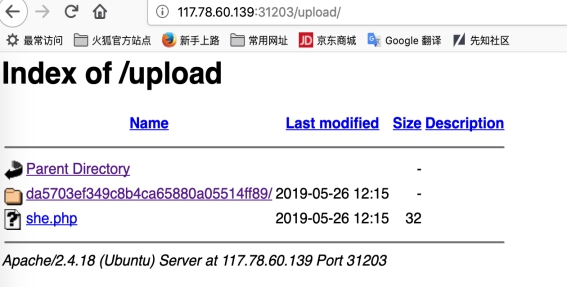 117.78.60.139:31203/upload/
最常访问 火狐官方站点 新手上路 常用网址 JD 京东商城 Google 翻译 先知社区
Index of /upload
Name Last modified Size Description
Parent Directory -
da5703ef349c8b4ca65880a05514ff89/ 2019-05-26 12:15 -
she.php 2019-05-26 12:15 32
Apache/2.4.18 (Ubuntu) Server at 117.78.60.139 Port 31203